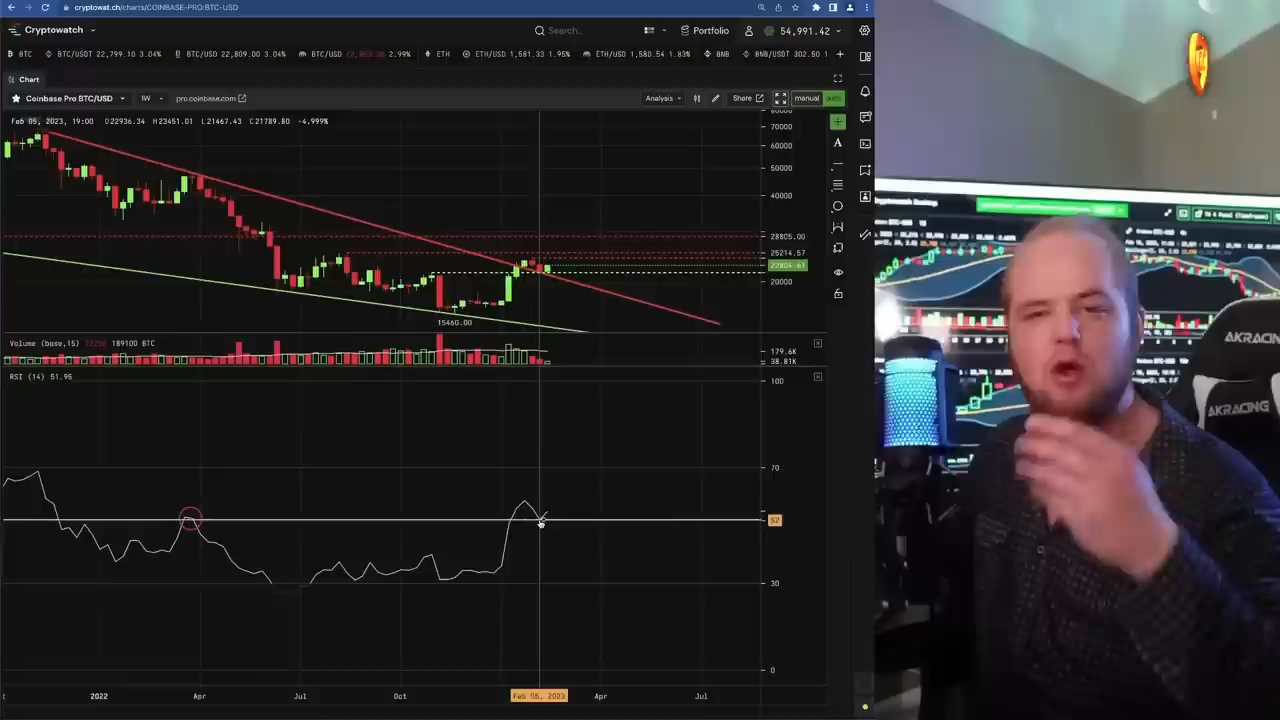 cryptowat.ch/charts/COINBASE-PRO:BTC-USD
Cryptowatch
Search...
Portfolio
54,991.42
BTC
BTC/USDT 22,799.10 3.04%
BTC/USD 22,809.00 3.04%
BTC/USD 2.99%
ETH
ETH/USD 1,581.33 1.95%
ETH/USD 1,580.54 1.83%
BNB
BNB/USDT 302.50
Chart
Coinbase Pro BTC/USD
1W
pro.coinbase.com
Analysis
Share
manual
auto
Feb 05, 2023, 19:00 O22936.34 H23451.01 L21467.43 C21789.80 -4.999%
70000
60000
50000
40000
28805.00
25214.57
22804.61
20000
15460.00
Volume (base,15) 189100 BTC
179.6K
38.81K
RSI (14) 51.95
100
70
52
30
0
2022
Apr
Jul
Oct
Feb 05, 2023
Apr
Jul
AKRACING
AKRACING